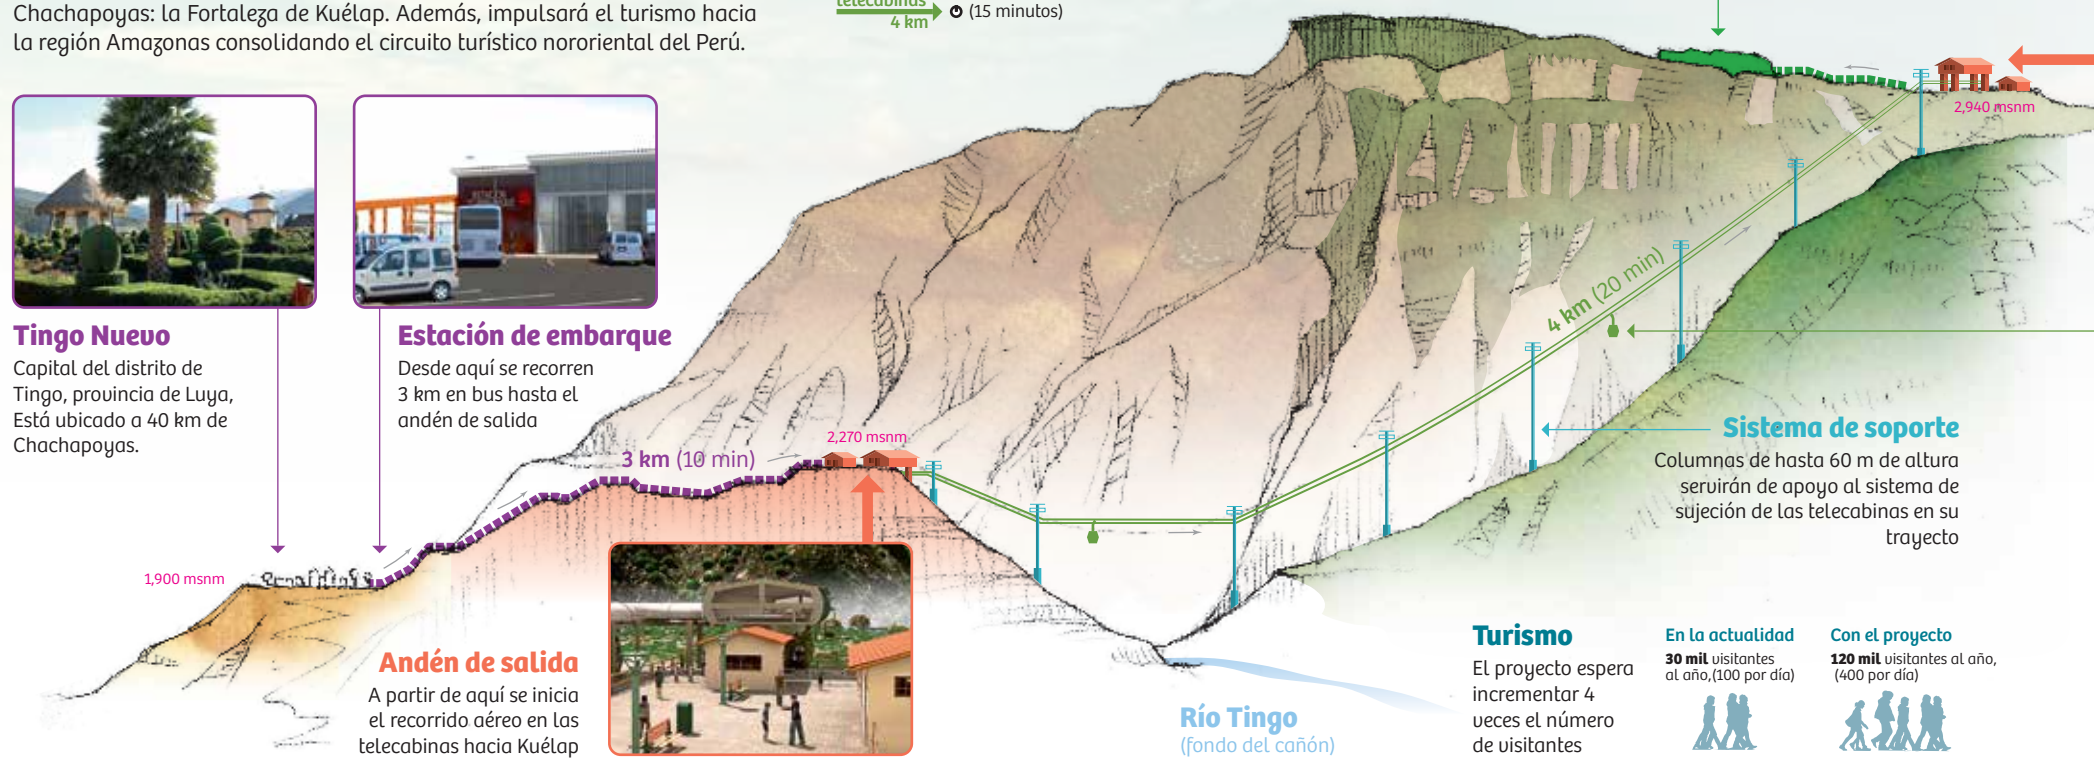 Chachapoyas: la Fortaleza de Kuélap. Además, impulsará el turismo hacia
la región Amazonas consolidando el circuito turístico nororiental del Perú.
telecabinas
4 km
(15 minutos)
2,940 msnm
Tingo Nuevo
Capital del distrito de
Tingo, provincia de Luya,
Está ubicado a 40 km de
Chachapoyas.
Estación de embarque
Desde aquí se recorren
3 km en bus hasta el
andén de salida
4 km (20 min)
2,270 msnm
3 km (10 min)
1,900 msnm
Sistema de soporte
Columnas de hasta 60 m de altura
servirán de apoyo al sistema de
sujeción de las telecabinas en su
trayecto
Andén de salida
A partir de aquí se inicia
el recorrido aéreo en las
telecabinas hacia Kuélap
Río Tingo
(fondo del cañón)
Turismo
El proyecto espera
incrementar 4
veces el número
de visitantes
En la actualidad
30 mil visitantes
al año,(100 por día)
Con el proyecto
120 mil visitantes al año,
(400 por día)